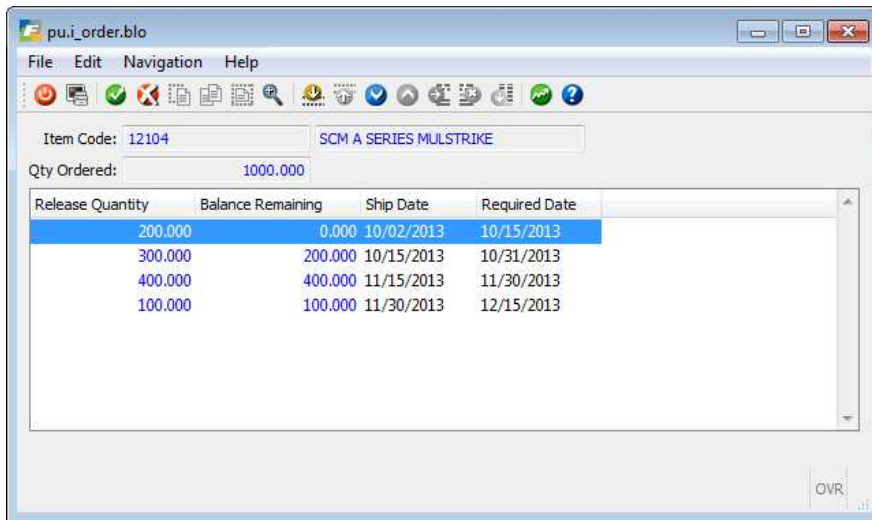 pu.i_order.blo
File Edit Navigation Help
Item Code: 12104 SCM A SERIES MULSTRIKE
Qty Ordered: 1000.000
Release Quantity Balance Remaining Ship Date Required Date
200.000 0.000 10/02/2013 10/15/2013
300.000 200.000 10/15/2013 10/31/2013
400.000 400.000 11/15/2013 11/30/2013
100.000 100.000 11/30/2013 12/15/2013
OVR